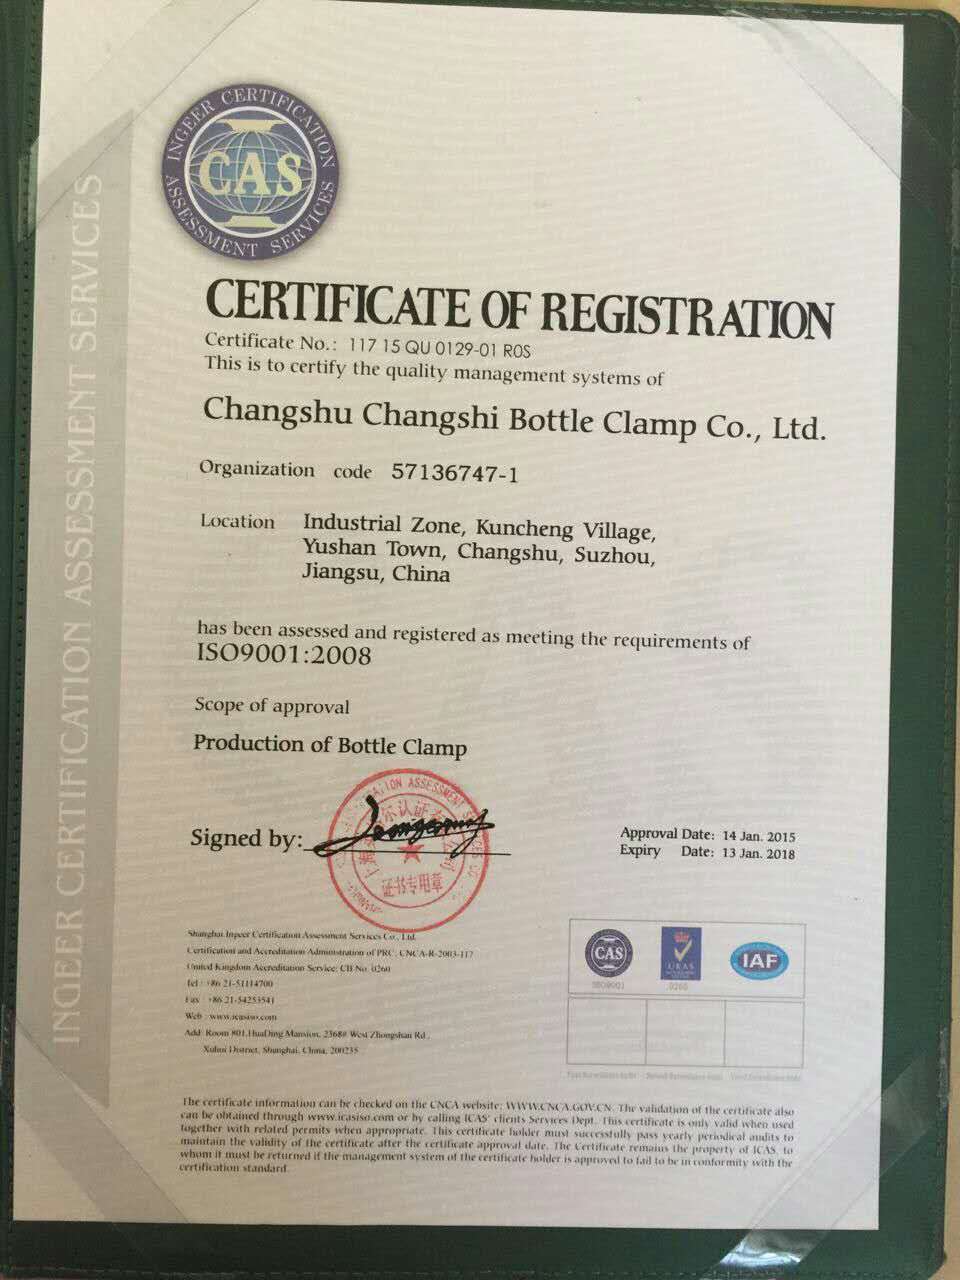 INGEER CERTIFICATION ASSESSMENT SERVICES
INGEER CERTIFICATION
CAS
ASSESSMENT SERVICES
CERTIFICATE OF REGISTRATION
Certificate No.: 117 15 QU 0129-01 R0S
This is to certify the quality management systems of
Changshu Changshi Bottle Clamp Co., Ltd.
Organization code 57136747-1
Location Industrial Zone, Kuncheng Village,
Yushan Town, Changshu, Suzhou,
Jiangsu, China
has been assessed and registered as meeting the requirements of
ISO9001:2008
Scope of approval
Production of Bottle Clamp
ASSESSMENT
尔认证
证书专用章
Signed by:
Approval Date: 14 Jan. 2015
Expiry Date: 13 Jan. 2018
Shanghai Ingeer Certification Assessment Services Co., Ltd.
Certification and Accreditation Administration of PRC: CNCA-R-2003-117
United Kingdom Accreditation Service: CB No. 0260
Tel : +86 21-51114700
Fax : +86 21-54253541
Web : www.icasiso.com
Add: Room 801,HuaDing Mansion, 2368# West Zhongshan Rd.,
Xuhui District, Shanghai, China, 200235
CAS
ISO9001
UKAS
0260
IAF
The certificate information can be checked on the CNCA website: WWW.CNCA.GOV.CN. The validation of the certificate also
can be obtained through www.icasiso.com or by calling ICAS' clients Services Dept. This certificate is only valid when used
together with related permits when appropriate. This certificate holder must successfully pass yearly periodical audits to
maintain the validity of the certificate after the certificate approval date. The Certificate remains the property of ICAS, to
whom it must be returned if the management system of the certificate holder is approved to fail to be in conformity with the
certification standard.